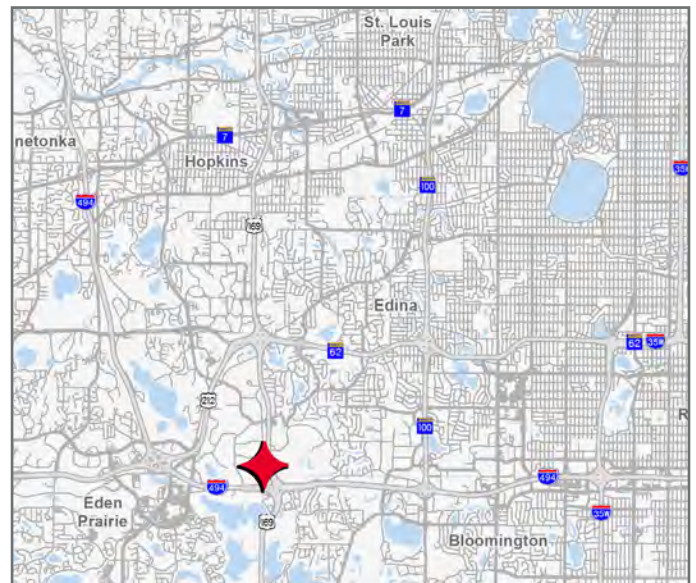 St. Louis
Park
7
7
netonka
Hopkins
35
100
494
169
Edina
62
35W
62
212
100
R
494
494
Eden
Prairie
169
35W
Bloomington